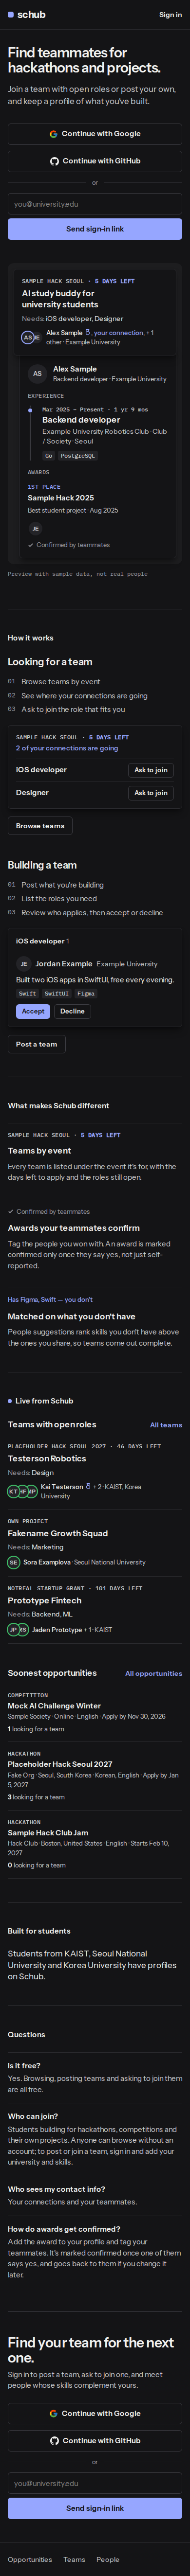 schub
Sign in
Find teammates for
hackathons and projects.
Join a team with open roles or post your own,
and keep a profile of what you've built.
Continue with Google
Continue with GitHub
or
you@university.edu
Send sign-in link
SAMPLE HACK SEOUL · 5 DAYS LEFT
AI study buddy for
university students
Needs: iOS developer, Designer
AS
Alex Sample
, your connection, + 1
other · Example University
AS
Alex Sample
Backend developer · Example University
EXPERIENCE
Mar 2025 – Present · 1 yr 9 mos
Backend developer
Example University Robotics Club · Club
/ Society · Seoul
Go PostgreSQL
AWARDS
1ST PLACE
Sample Hack 2025
Best student project · Aug 2025
JE
Confirmed by teammates
Preview with sample data, not real people
How it works
Looking for a team
01 Browse teams by event
02 See where your connections are going
03 Ask to join the role that fits you
SAMPLE HACK SEOUL · 5 DAYS LEFT
2 of your connections are going
iOS developer
Ask to join
Designer
Ask to join
Browse teams
Building a team
01 Post what you're building
02 List the roles you need
03 Review who applies, then accept or decline
iOS developer 1
JE Jordan Example Example University
Built two iOS apps in SwiftUI, free every evening.
Swift SwiftUI Figma
Accept Decline
Post a team
What makes Schub different
SAMPLE HACK SEOUL · 5 DAYS LEFT
Teams by event
Every team is listed under the event it's for, with the
days left to apply and the roles still open.
Confirmed by teammates
Awards your teammates confirm
Tag the people you won with. An award is marked
confirmed only once they say yes, not just self-
reported.
Has Figma, Swift — you don't
Matched on what you don't have
People suggestions rank skills you don't have above
the ones you share, so teams come out complete.
Live from Schub
Teams with open roles
All teams
PLACEHOLDER HACK SEOUL 2027 · 46 DAYS LEFT
Testerson Robotics
Needs: Design
KT
Kai Testerson
+ 2 · KAIST, Korea
University
OWN PROJECT
Fakename Growth Squad
Needs: Marketing
SE Sora Examplova · Seoul National University
NOTREAL STARTUP GRANT · 101 DAYS LEFT
Prototype Fintech
Needs: Backend, ML
JP
Jaden Prototype + 1 · KAIST
Soonest opportunities
All opportunities
COMPETITION
Mock AI Challenge Winter
Sample Society · Online · English · Apply by Nov 30, 2026
1 looking for a team
HACKATHON
Placeholder Hack Seoul 2027
Fake Org · Seoul, South Korea · Korean, English · Apply by Jan
5, 2027
3 looking for a team
HACKATHON
Sample Hack Club Jam
Hack Club · Boston, United States · English · Starts Feb 10,
2027
0 looking for a team
Built for students
Students from KAIST, Seoul National
University and Korea University have profiles
on Schub.
Questions
Is it free?
Yes. Browsing, posting teams and asking to join them
are all free.
Who can join?
Students building for hackathons, competitions and
their own projects. Anyone can browse without an
account; to post or join a team, sign in and add your
university and skills.
Who sees my contact info?
Your connections and your teammates.
How do awards get confirmed?
Add the award to your profile and tag your
teammates. It's marked confirmed once one of them
says yes, and goes back to them if you change it
later.
Find your team for the next
one.
Sign in to post a team, ask to join one, and meet
people whose skills complement yours.
Continue with Google
Continue with GitHub
or
you@university.edu
Send sign-in link
Opportunities Teams People